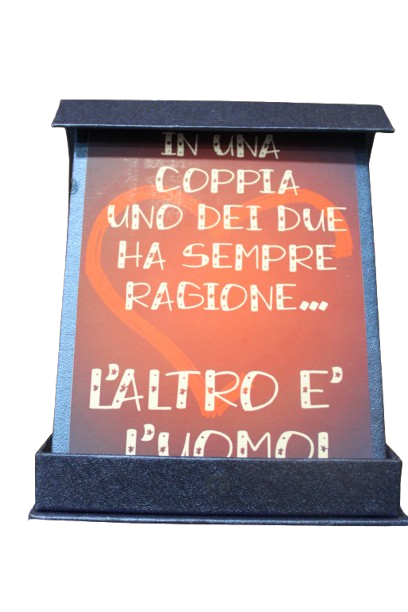 IN UNA
COPPIA
UNO DEI DUE
HA SEMPRE
RAGIONE...
L'ALTRO E'
L'UOMO!